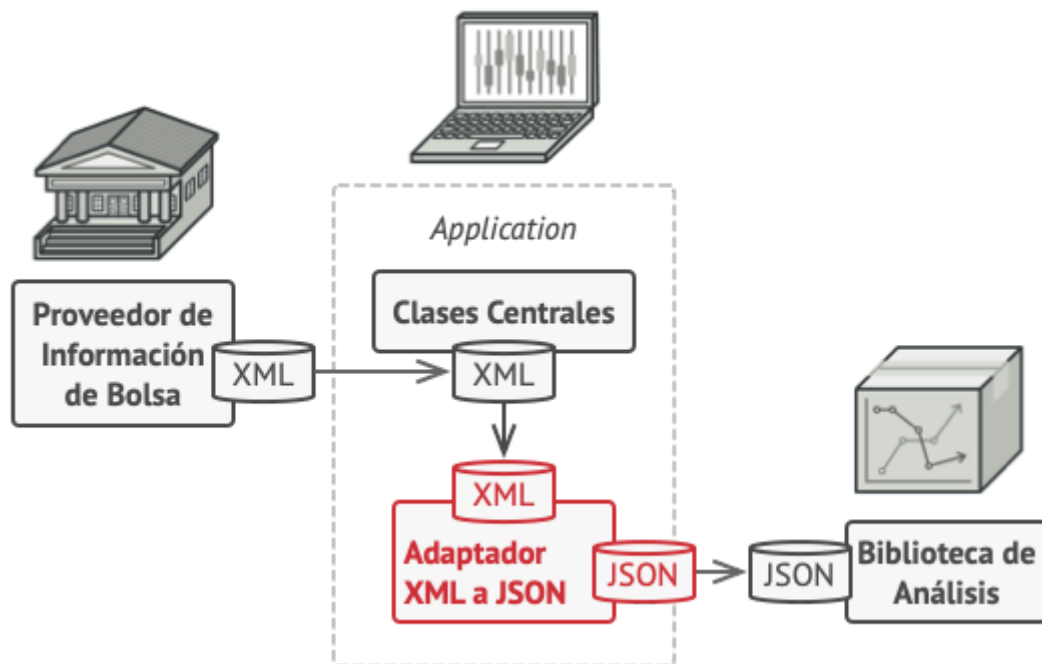 Application
Proveedor de
Información
de Bolsa
XML
Clases Centrales
XML
XML
Adaptador
XML a JSON
JSON
JSON
Biblioteca de
Análisis